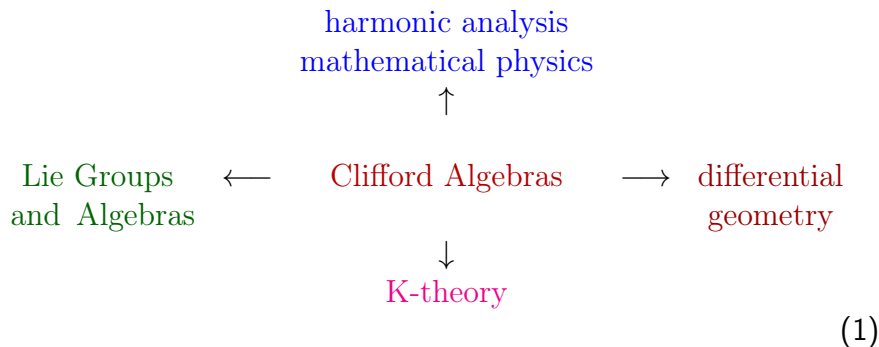 harmonic analysis
mathematical physics
↑
Lie Groups ← Clifford Algebras → differential
and Algebras geometry
↓
K-theory
(1)